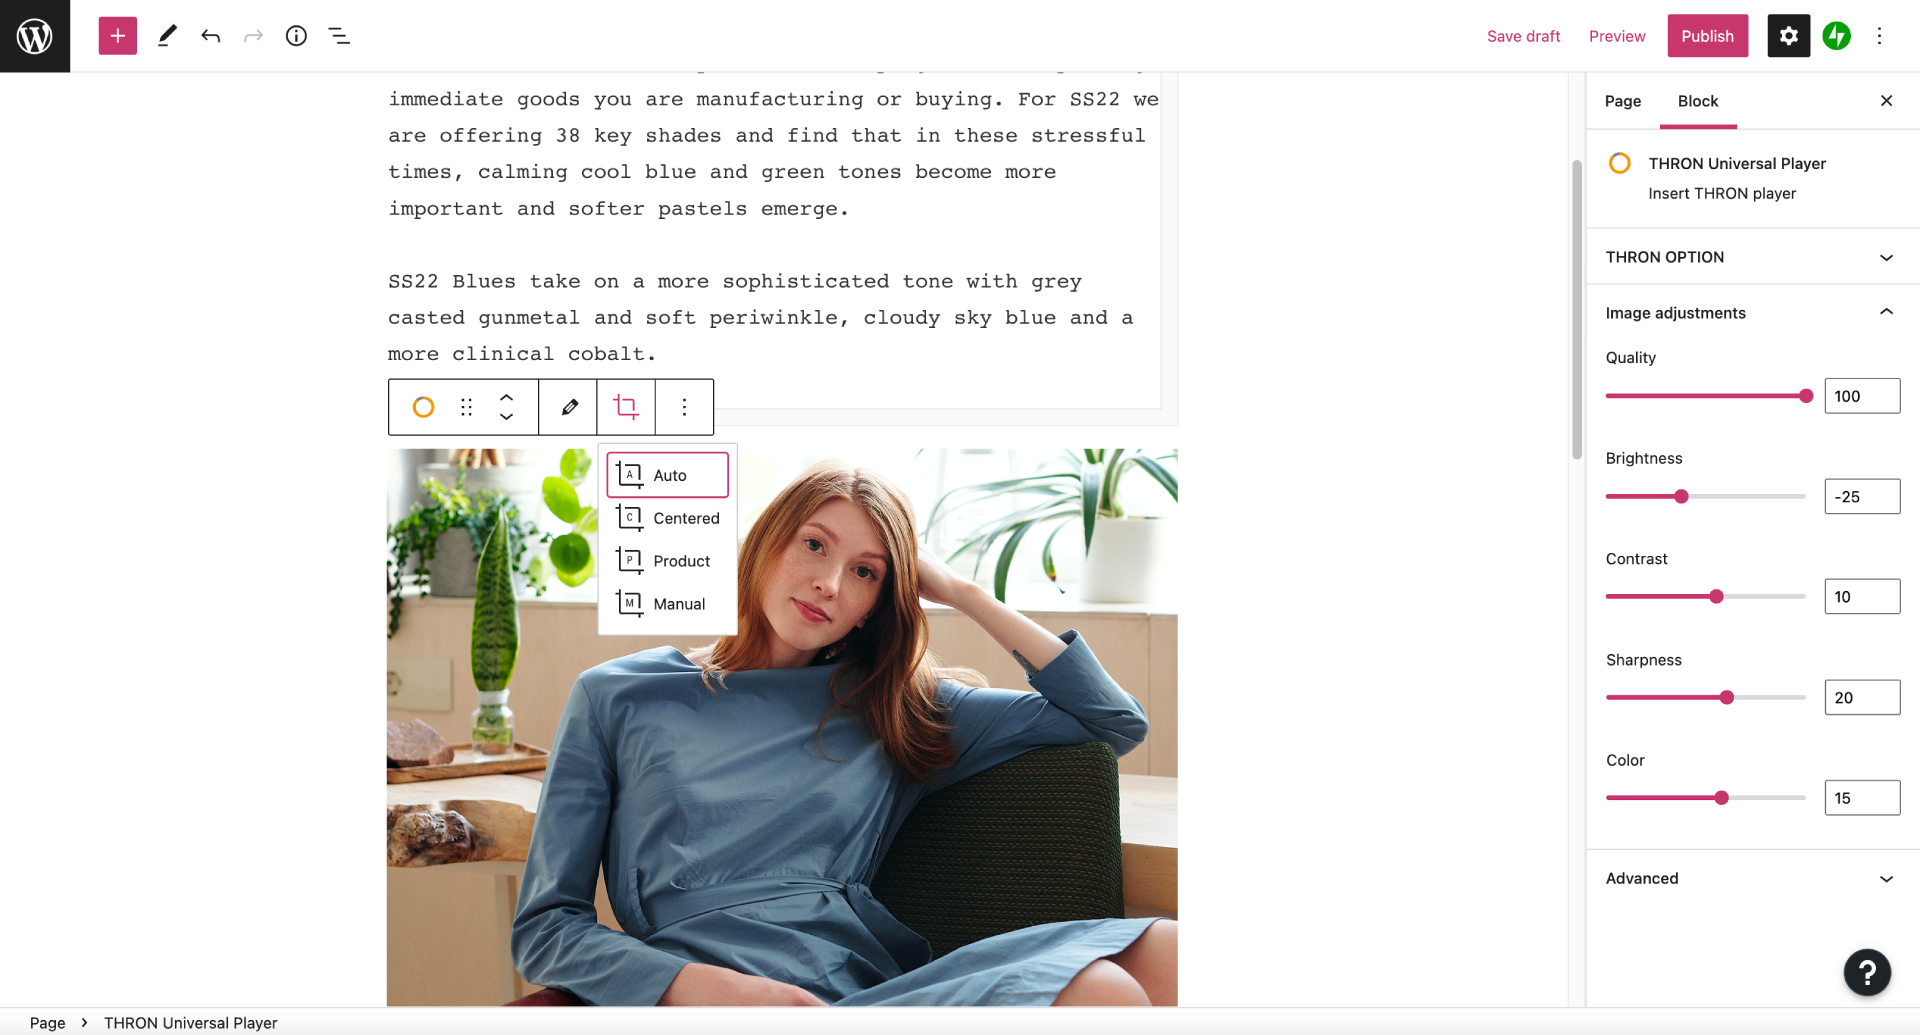 Save draft
Preview
Publish
immediate goods you are manufacturing or buying. For SS22 we
are offering 38 key shades and find that in these stressful
times, calming cool blue and green tones become more
important and softer pastels emerge.
SS22 Blues take on a more sophisticated tone with grey
casted gunmetal and soft periwinkle, cloudy sky blue and a
more clinical cobalt.
A Auto
C Centered
P Product
M Manual
Page Block
THRON Universal Player
Insert THRON player
THRON OPTION
Image adjustments
Quality
100
Brightness
-25
Contrast
10
Sharpness
20
Color
15
Advanced
?
Page > THRON Universal Player